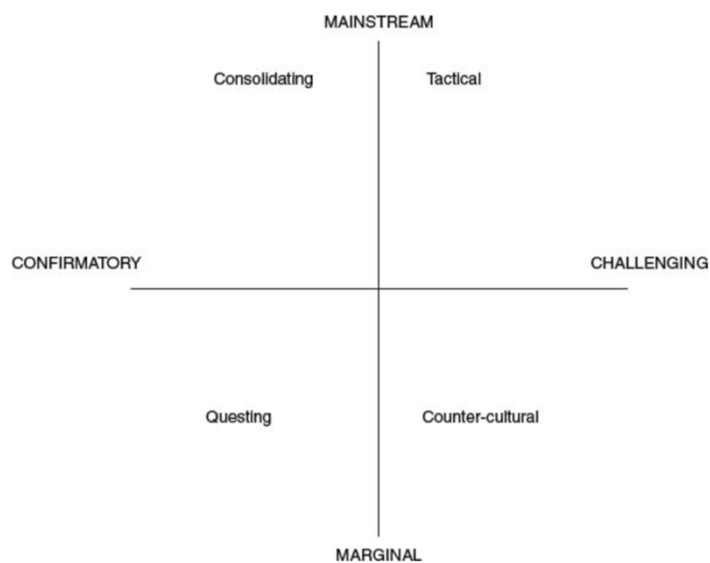 MAINSTREAM
Consolidating
Tactical
CONFIRMATORY
CHALLENGING
Questing
Counter-cultural
MARGINAL